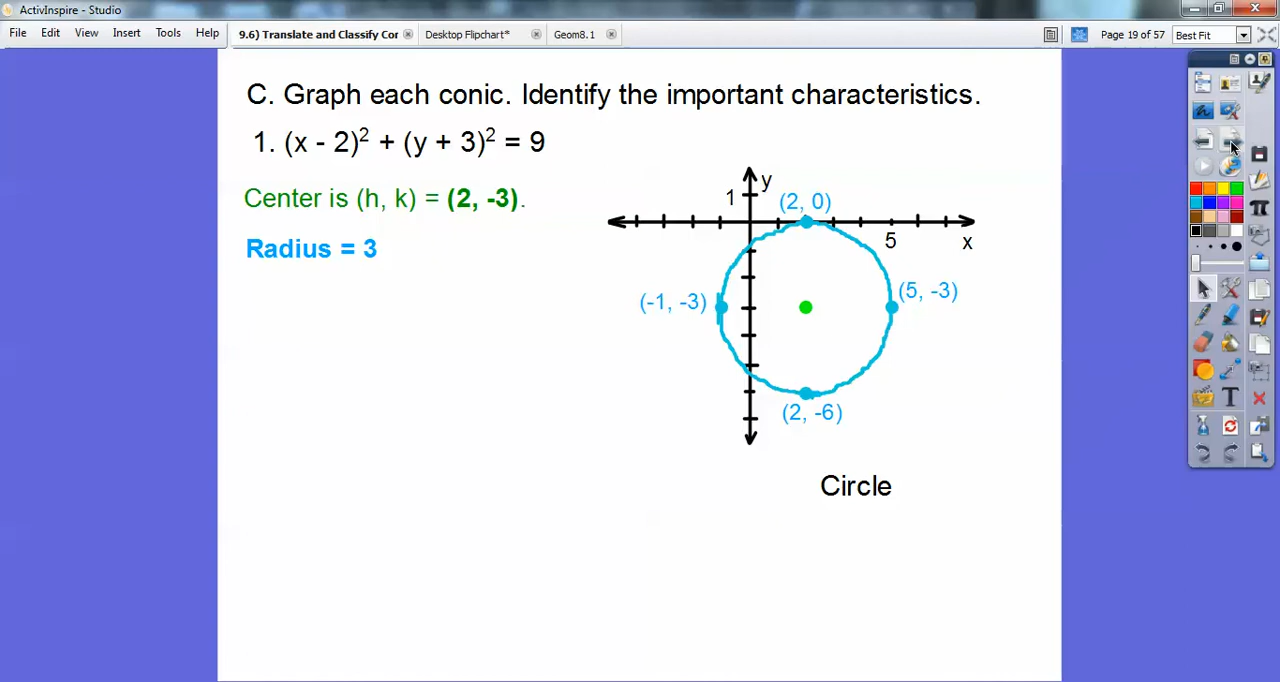 ActivInspire - Studio
File Edit View Insert Tools Help
9.6) Translate and Classify Cor
Desktop Flipchart*
Geom8.1
Page 19 of 57
Best Fit
C. Graph each conic. Identify the important characteristics.
1. (x - 2)² + (y + 3)² = 9
Center is (h, k) = (2, -3).
Radius = 3
y
1
(2, 0)
5
x
(-1, -3)
(5, -3)
(2, -6)
Circle